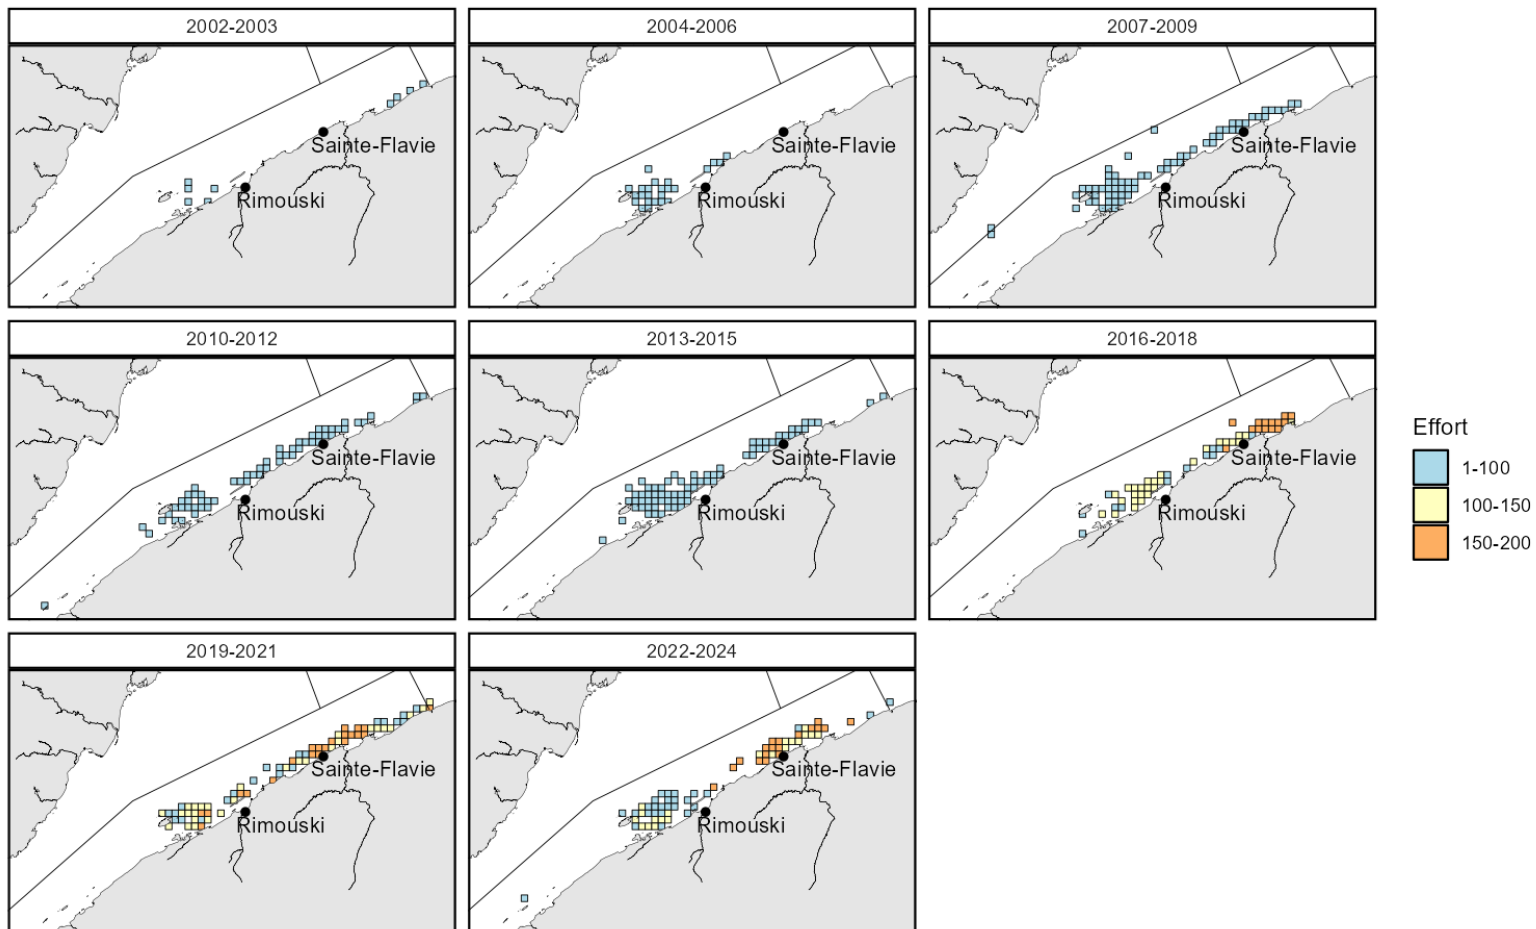 2002-2003
2004-2006
2007-2009
Sainte-Flavie
Rimouski
Sainte-Flavie
Rimouski
Sainte-Flavie
Rimouski
2010-2012
2013-2015
2016-2018
Sainte-Flavie
Rimouski
Sainte-Flavie
Rimouski
Sainte-Flavie
Rimouski
Effort
1-100
100-150
150-200
2019-2021
2022-2024
Sainte-Flavie
Rimouski
Sainte-Flavie
Rimouski